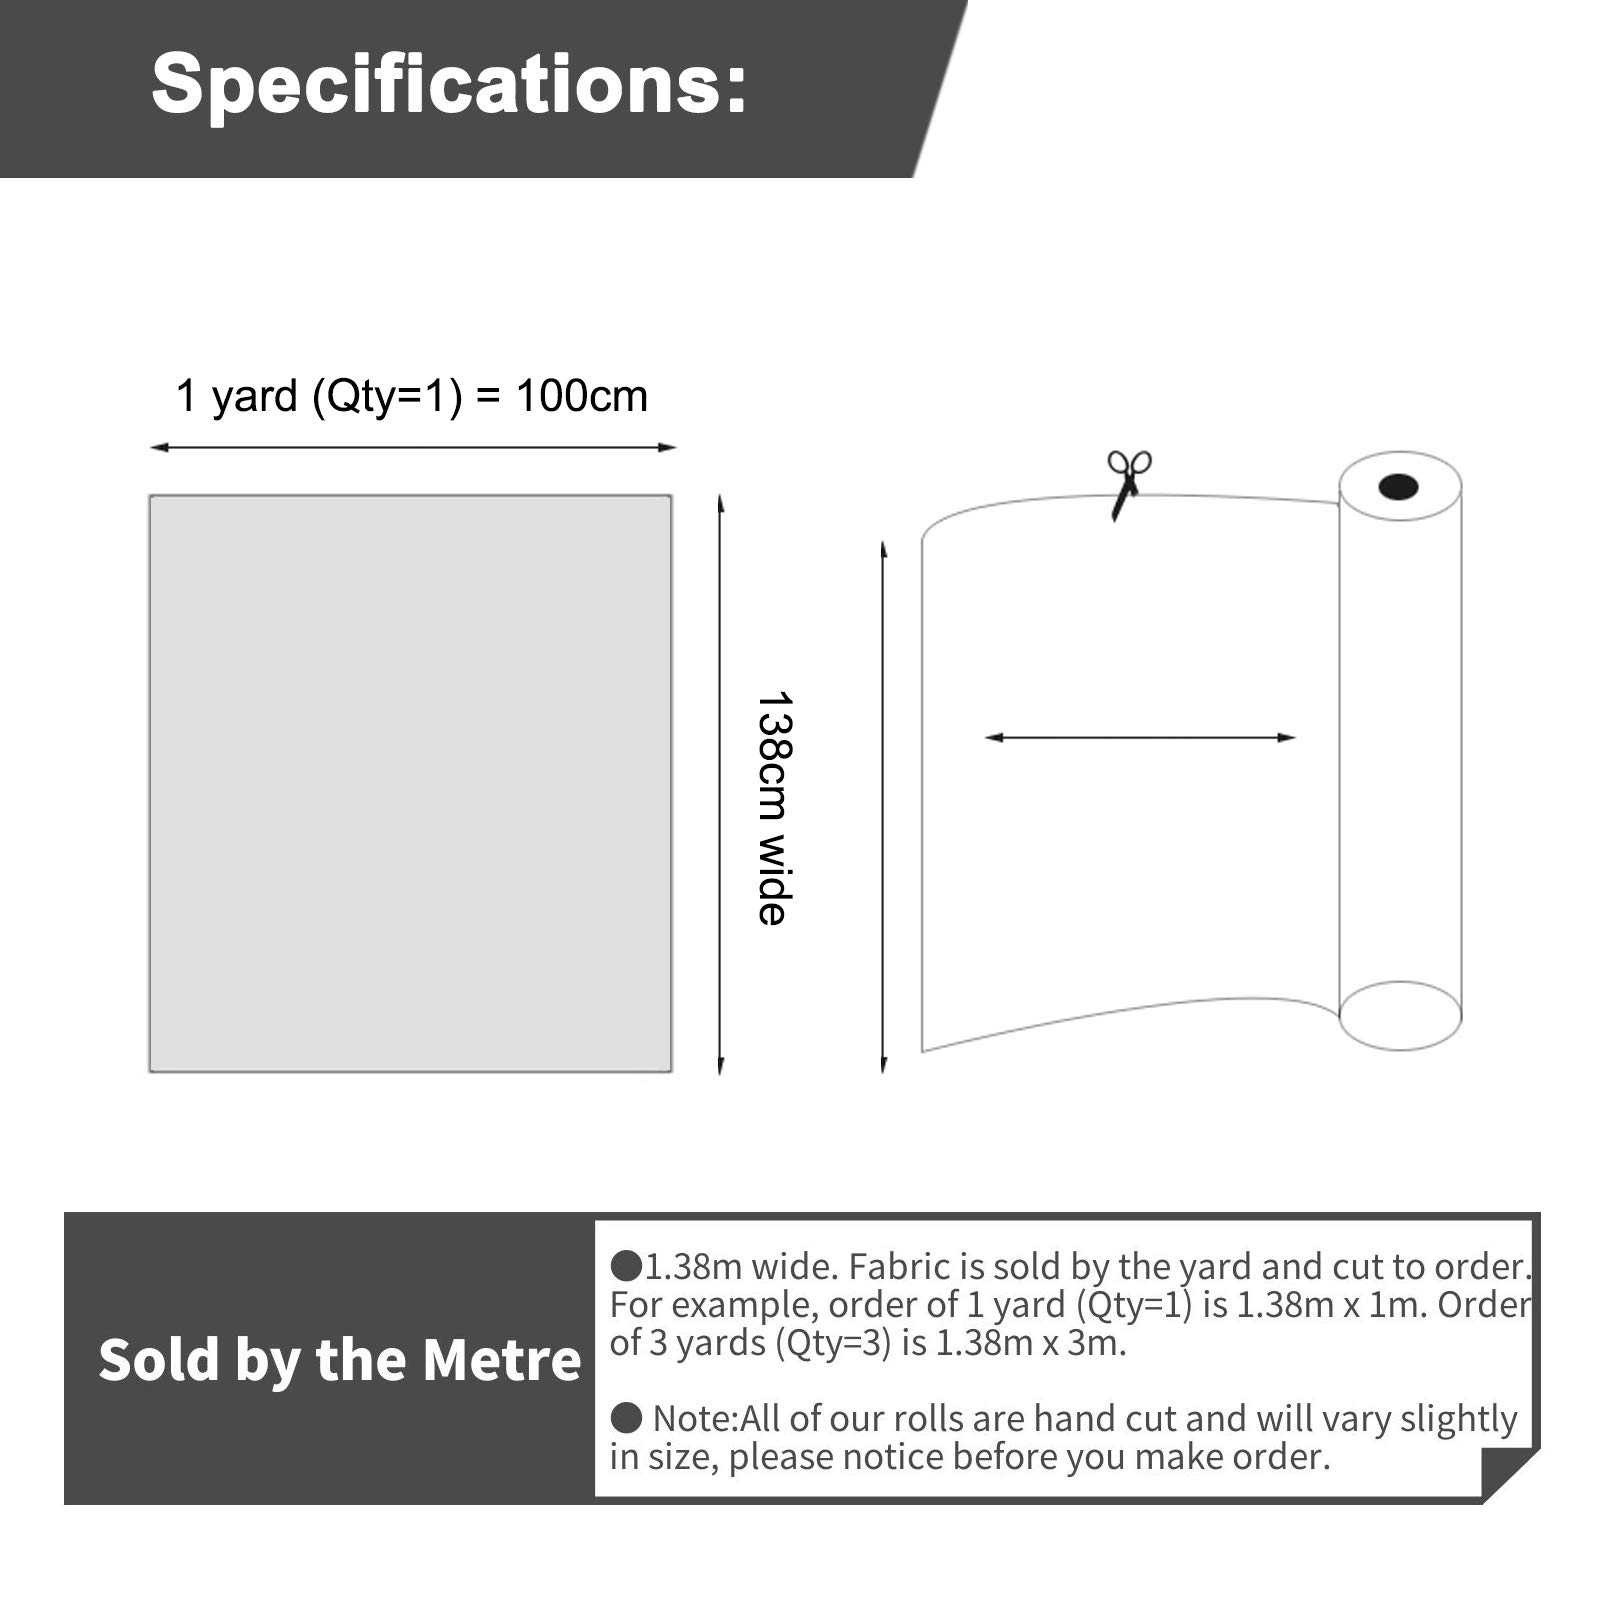 Specifications:
1 yard (Qty=1) = 100cm
138cm wide
Sold by the Metre
●1.38m wide. Fabric is sold by the yard and cut to order.
For example, order of 1 yard (Qty=1) is 1.38m x 1m. Order
of 3 yards (Qty=3) is 1.38m x 3m.
● Note:All of our rolls are hand cut and will vary slightly
in size, please notice before you make order.